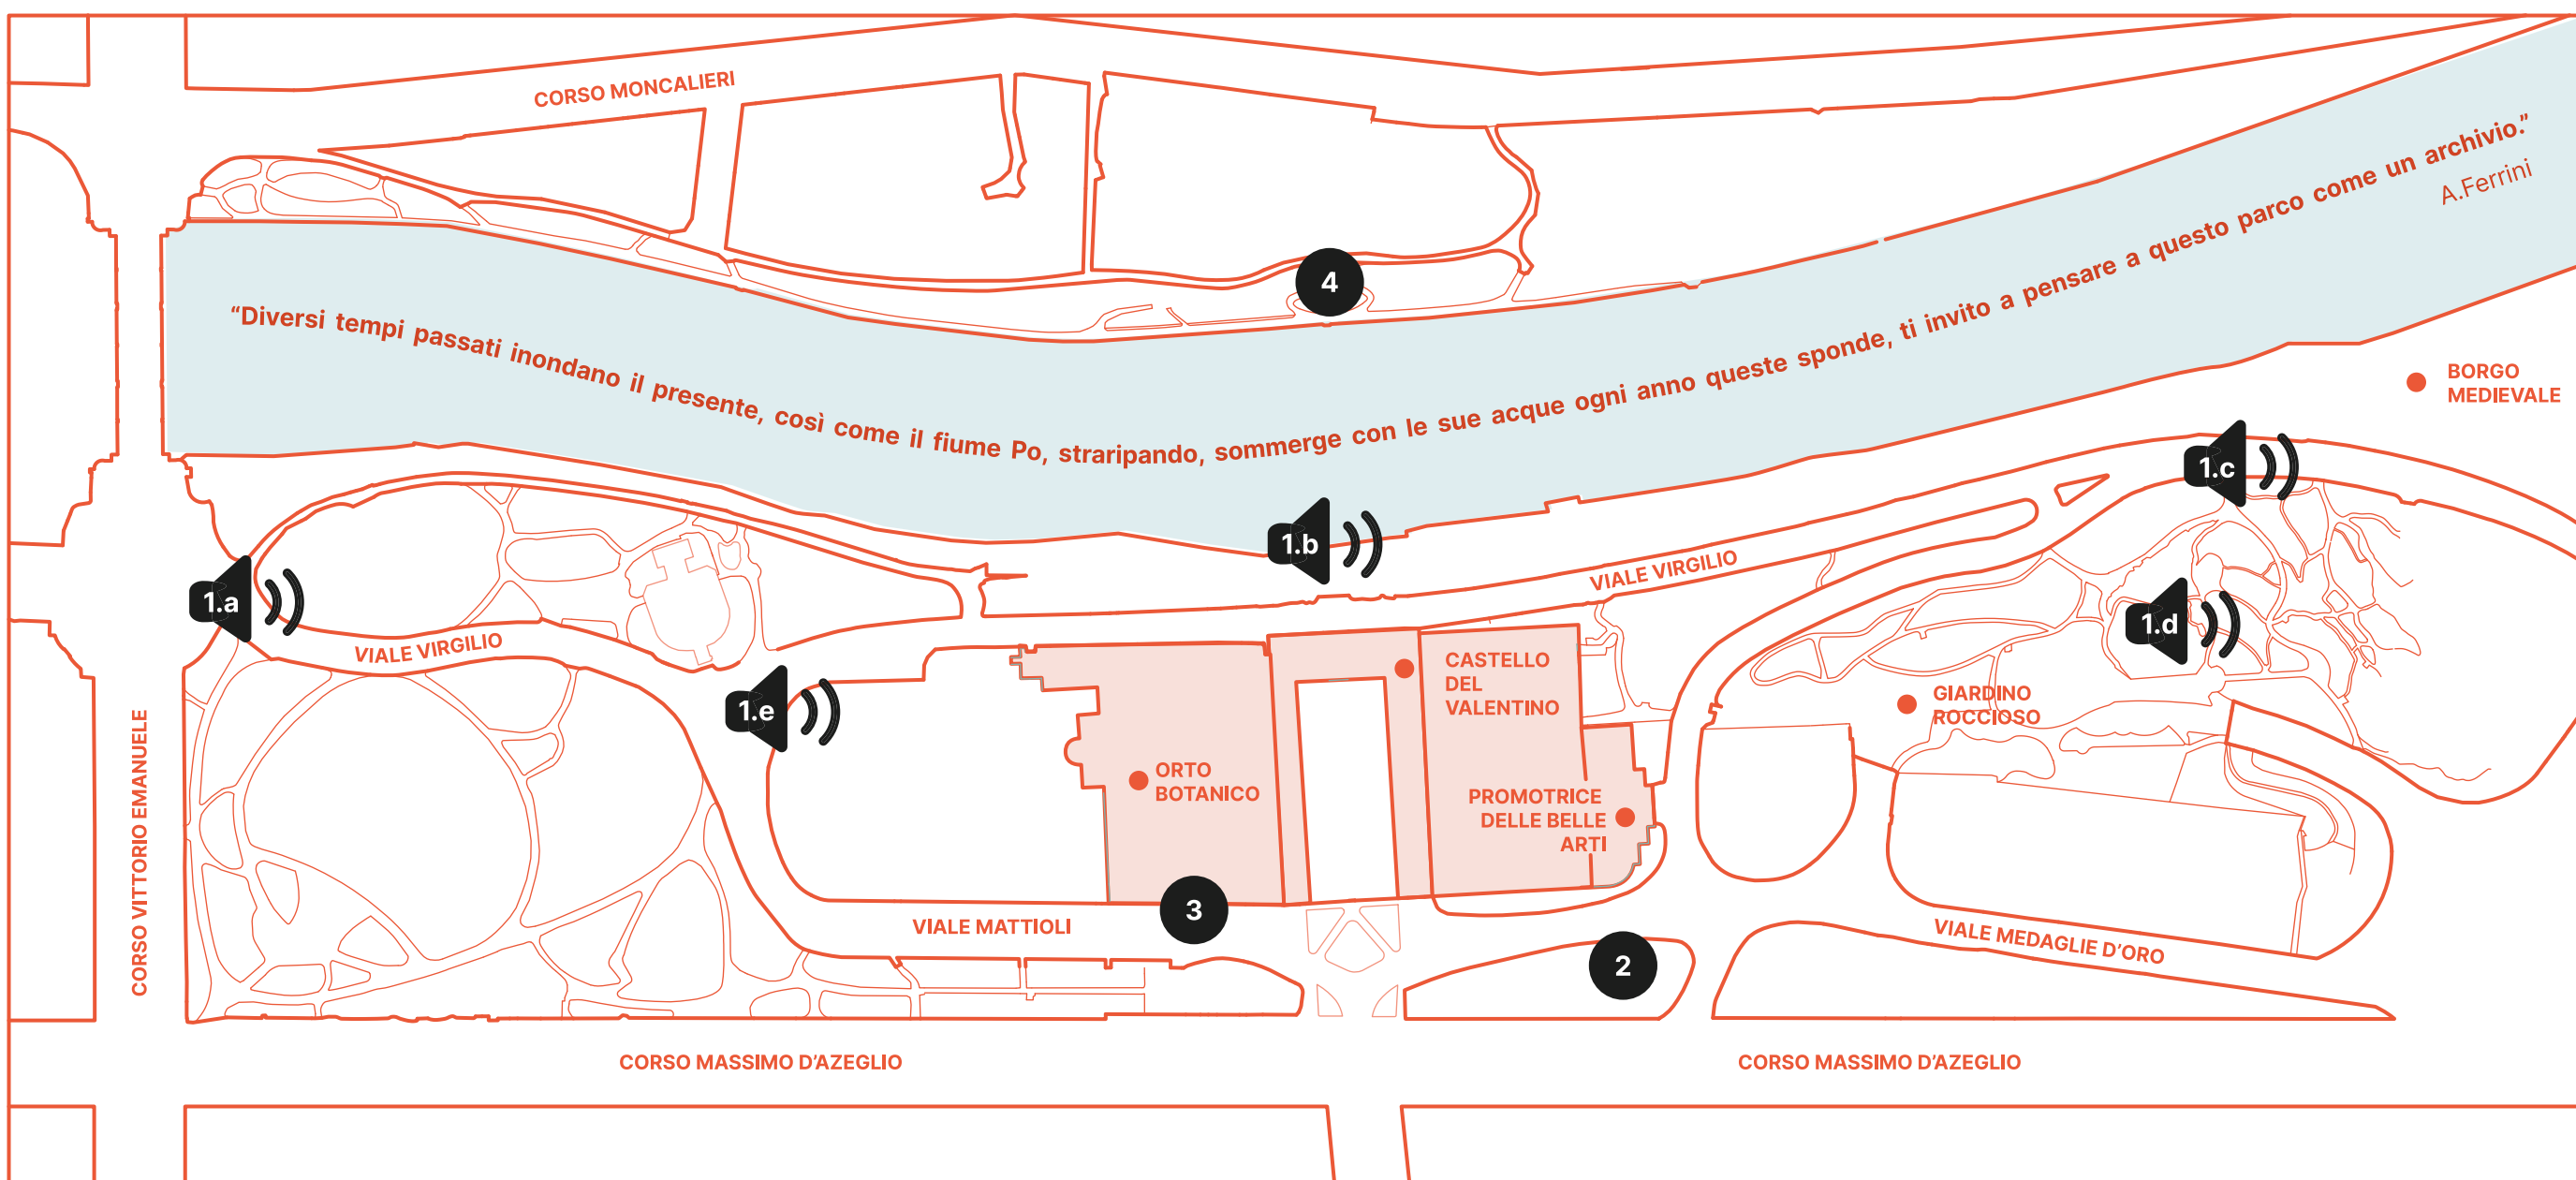 CORSO MONCALIERI
4
“Diversi tempi passati inondano il presente, così come il fiume Po, straripando, sommerge con le sue acque ogni anno queste sponde, ti invito a pensare a questo parco come un archivio.”
A.Ferrini
BORGO
MEDIEVALE
1.c
1.b
VIALE VIRGILIO
1.a
VIALE VIRGILIO
1.d
CASTELLO
DEL
VALENTINO
GIARDINO
ROCCIOSO
1.e
ORTO
BOTANICO
PROMOTRICE
DELLE BELLE
ARTI
CORSO VITTORIO EMANUELE
3
VIALE MATTIOLI
2
VIALE MEDAGLIE D’ORO
CORSO MASSIMO D’AZEGLIO
CORSO MASSIMO D’AZEGLIO